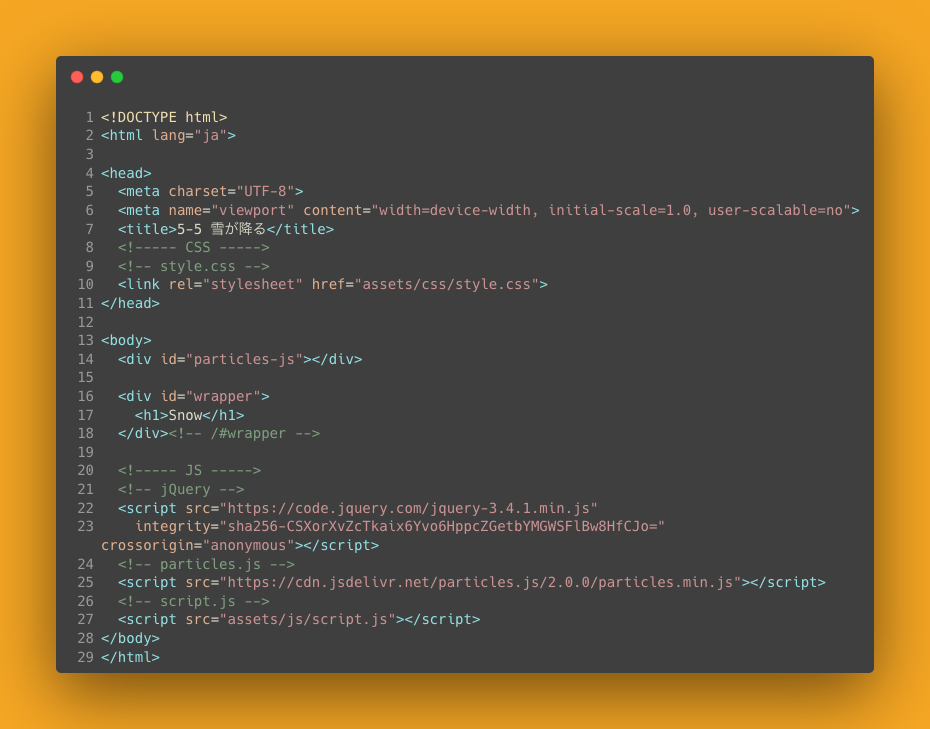 1 <!DOCTYPE html>
2 <html lang="ja">
3
4 <head>
5   <meta charset="UTF-8">
6   <meta name="viewport" content="width=device-width, initial-scale=1.0, user-scalable=no">
7   <title>5-5 雪が降る</title>
8   <!----- CSS ----->
9   <!-- style.css -->
10   <link rel="stylesheet" href="assets/css/style.css">
11 </head>
12
13 <body>
14   <div id="particles-js"></div>
15
16   <div id="wrapper">
17     <h1>Snow</h1>
18   </div><!-- /#wrapper -->
19
20   <!----- JS ----->
21   <!-- jQuery -->
22   <script src="https://code.jquery.com/jquery-3.4.1.min.js"
23     integrity="sha256-CSXorXvZcTkaix6Yvo6HppcZGetbYMGWSFlBw8HfCJo="
crossorigin="anonymous"></script>
24   <!-- particles.js -->
25   <script src="https://cdn.jsdelivr.net/particles.js/2.0.0/particles.min.js"></script>
26   <!-- script.js -->
27   <script src="assets/js/script.js"></script>
28 </body>
29 </html>